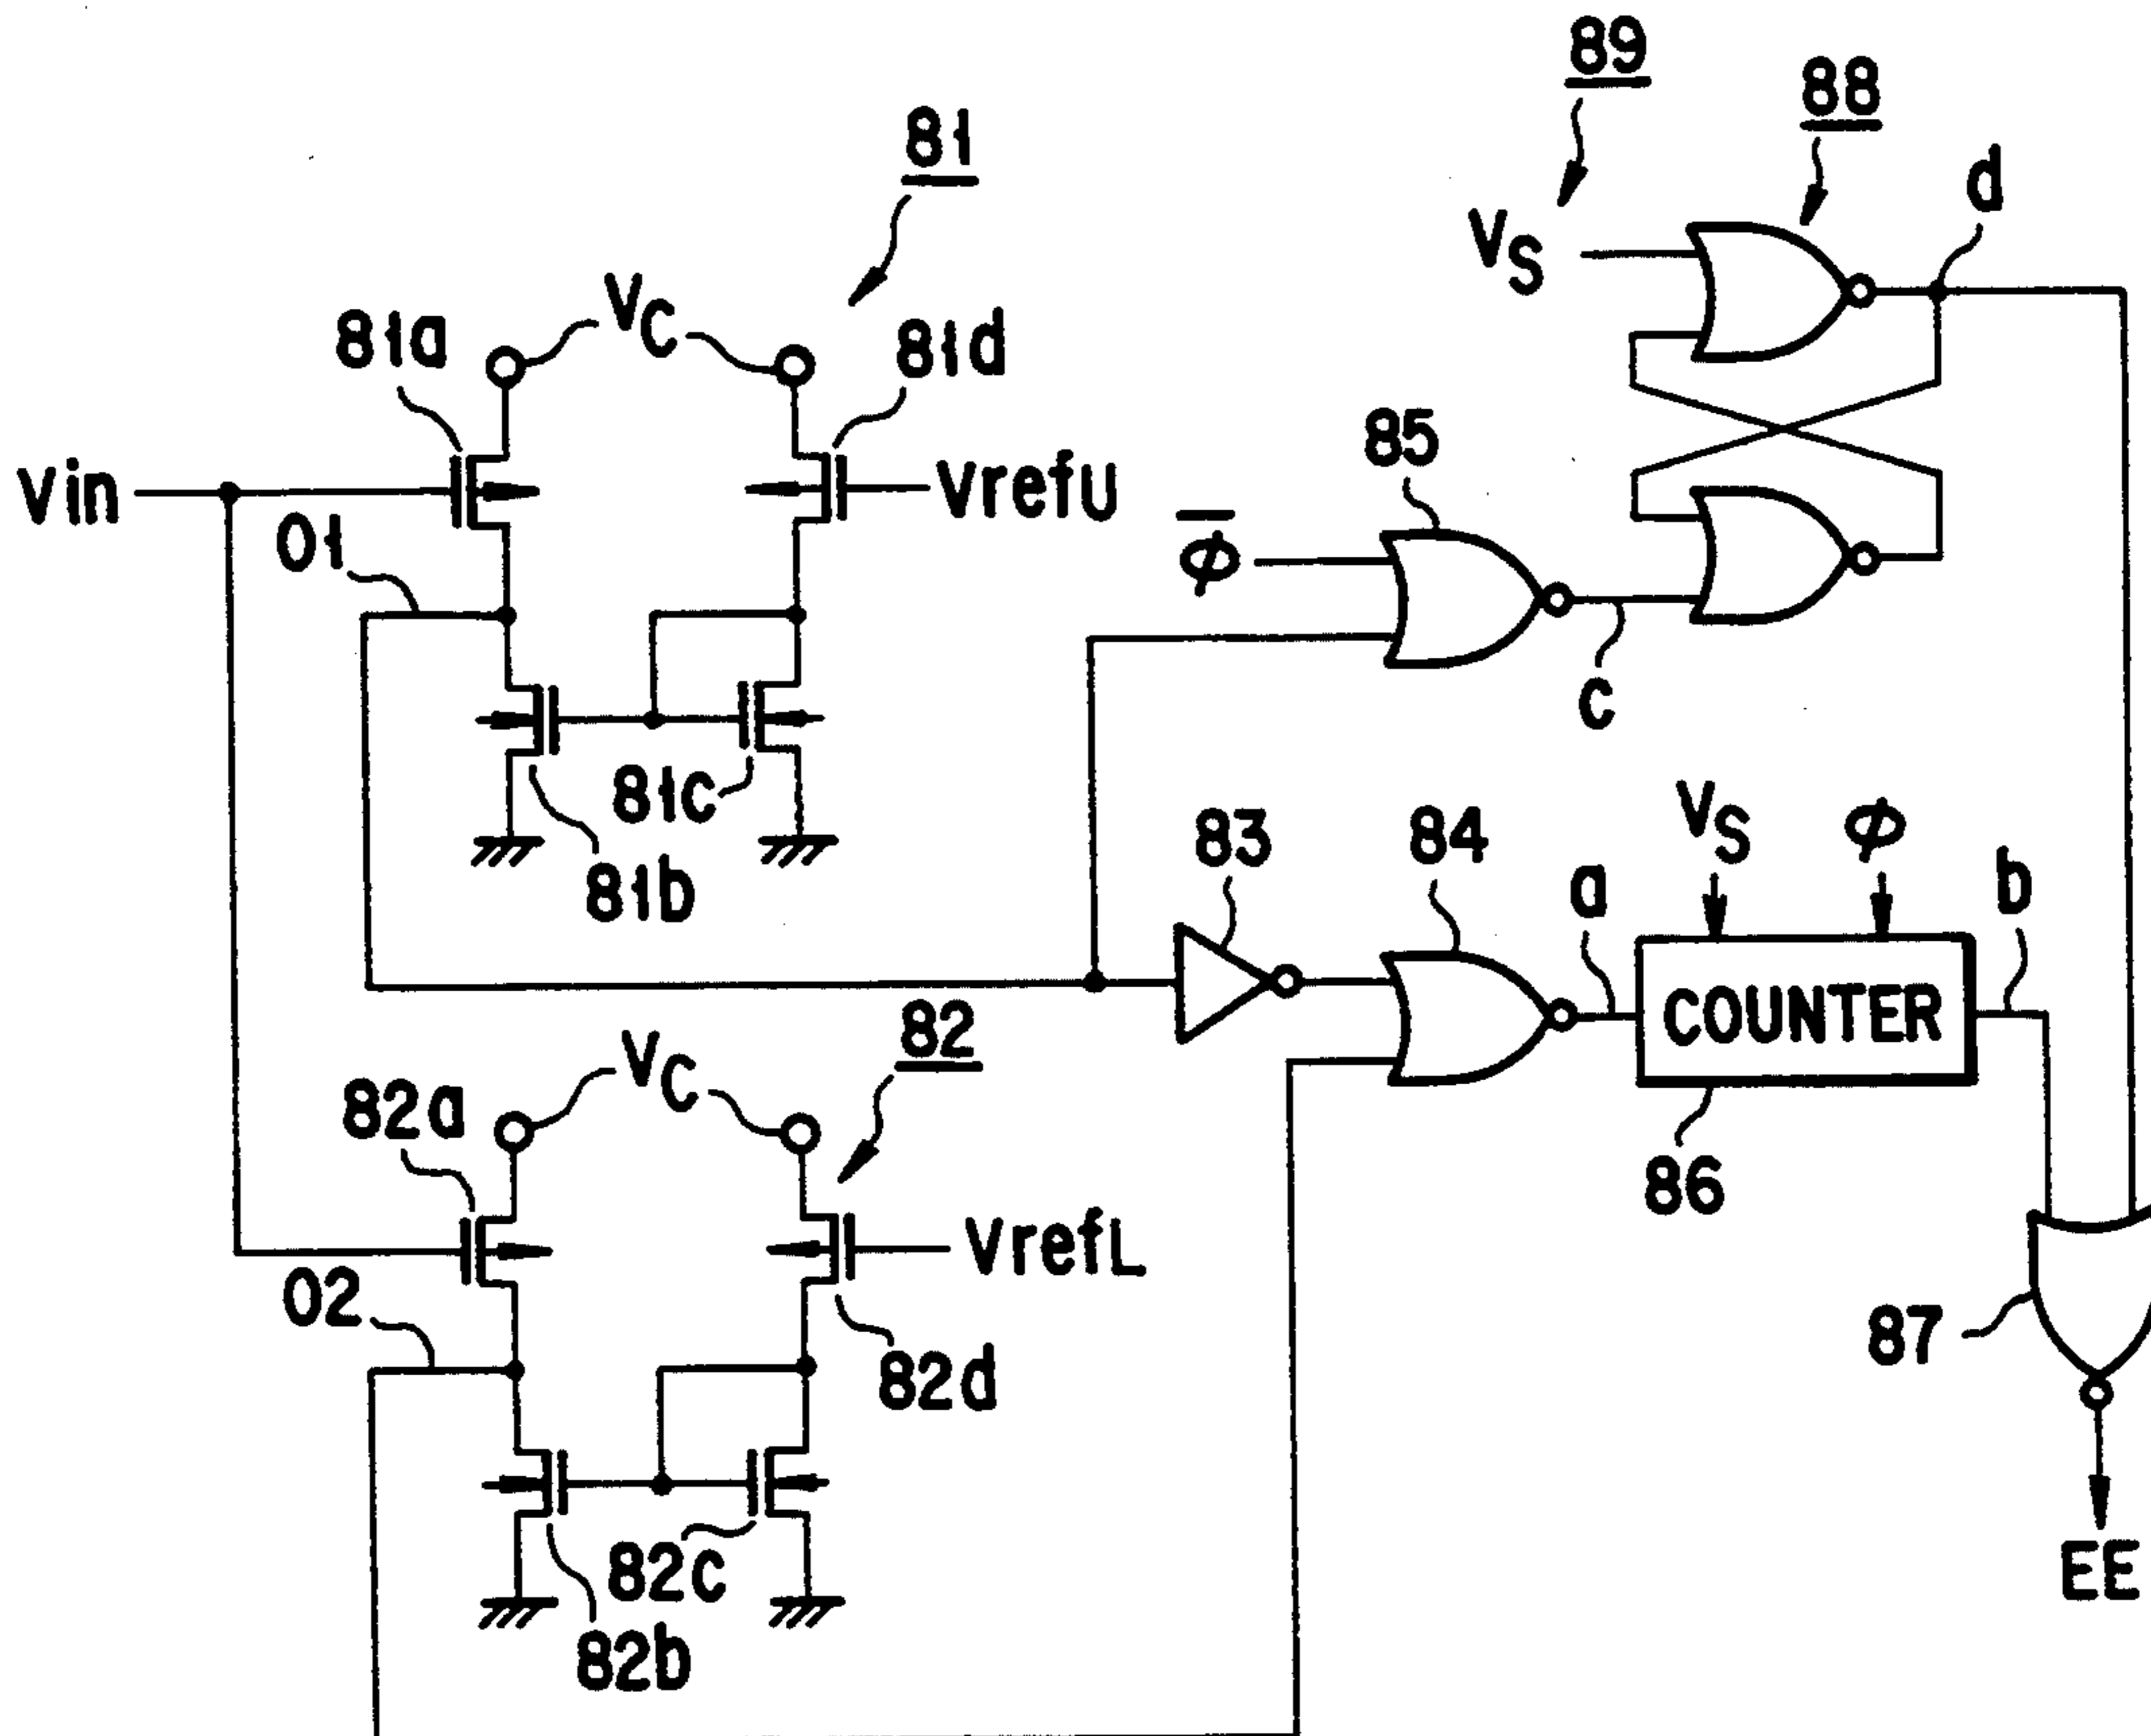 89
88
81
d
VS
VC
81a
81d
85
Vin
VrefU
01
φ̅
C
81c
83
84
VS
φ
81b
a
b
COUNTER
82
VC
82a
86
VrefL
02
87
82d
82c
EE
82b